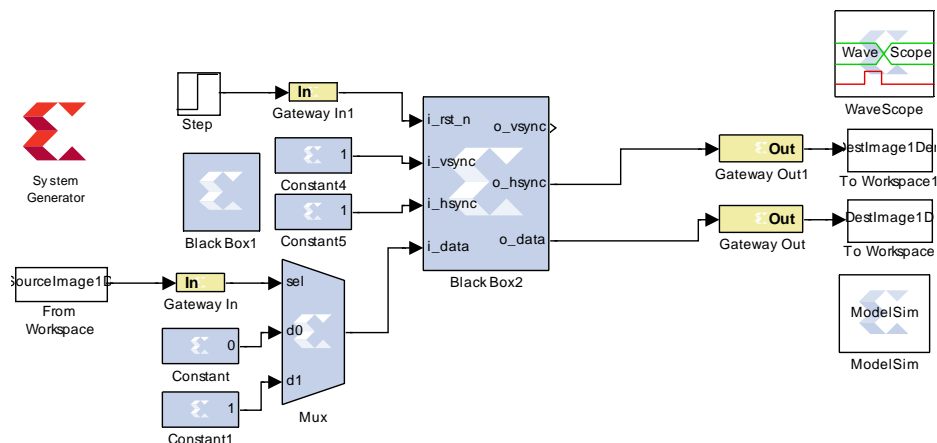 Wave Scope
WaveScope
In
Step
Gateway In1
i_rst_n
o_vsync
i_vsync
o_hsync
i_hsync
i_data
o_data
Black Box2
1
Constant4
1
Constant5
Black Box1
System
Generator
Out
Gateway Out1
DestImage1De
To Workspace1
Out
Gateway Out
DestImage1D
To Workspace
SourceImage1D
From
Workspace
In
Gateway In
sel
d0
d1
Mux
0
Constant
1
Constant1
ModelSim
ModelSim